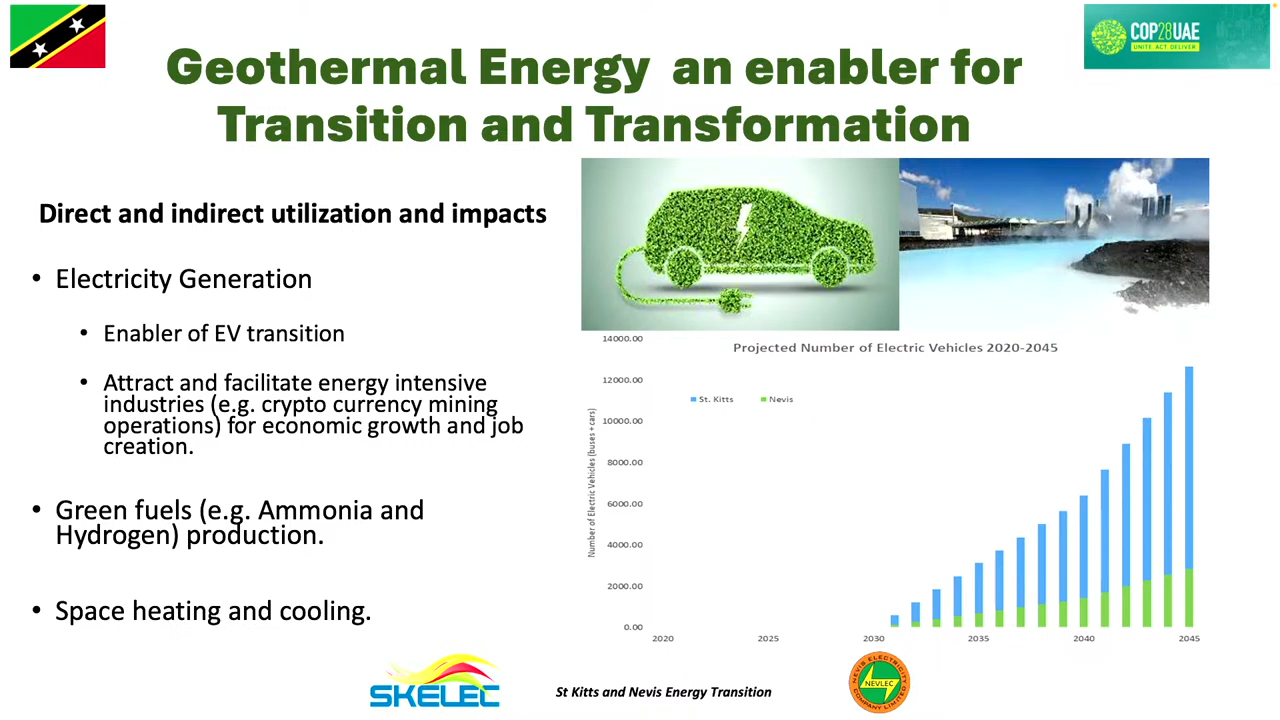 COP28UAE
UNITE. ACT. DELIVER
Geothermal Energy an enabler for
Transition and Transformation
Direct and indirect utilization and impacts
• Electricity Generation
• Enabler of EV transition
• Attract and facilitate energy intensive
industries (e.g. crypto currency mining
operations) for economic growth and job
creation.
• Green fuels (e.g. Ammonia and
Hydrogen) production.
• Space heating and cooling.
Projected Number of Electric Vehicles 2020-2045
St. Kitts
Nevis
Number of Electric Vehicles (buses + cars)
14000.00
12000.00
10000.00
8000.00
6000.00
4000.00
2000.00
0.00
2020
2025
2030
2035
2040
2045
SKELEC
St Kitts and Nevis Energy Transition
NEVIS ELECTRICITY
NEVLEC
COMPANY LIMITED